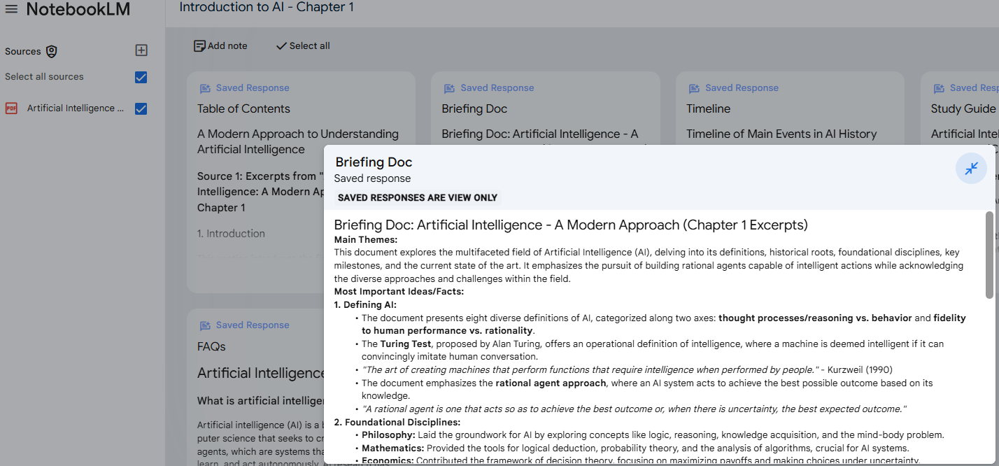 NotebookLM
Introduction to AI - Chapter 1
Sources
Select all sources
PDF
Artificial Intelligence ...
Add note
Select all
Saved Response
Table of Contents
A Modern Approach to Understanding
Artificial Intelligence
Source 1: Excerpts from "
Intelligence: A Modern Ap
Chapter 1
1. Introduction
Saved Response
Briefing Doc
Briefing Doc: Artificial Intelligence - A
Saved Response
Timeline
Timeline of Main Events in AI History
Saved Resp
Study Guide
Artificial Inte
Saved Response
FAQs
Artificial Intelligence
What is artificial intellige
Artificial intelligence (AI) is a b
puter science that seeks to cr
agents, which are systems tha
learn, and act autonomously. AI
Briefing Doc
Saved response
SAVED RESPONSES ARE VIEW ONLY
Briefing Doc: Artificial Intelligence - A Modern Approach (Chapter 1 Excerpts)
Main Themes:
This document explores the multifaceted field of Artificial Intelligence (AI), delving into its definitions, historical roots, foundational disciplines, key
milestones, and the current state of the art. It emphasizes the pursuit of building rational agents capable of intelligent actions while acknowledging
the diverse approaches and challenges within the field.
Most Important Ideas/Facts:
1. Defining AI:
• The document presents eight diverse definitions of AI, categorized along two axes: thought processes/reasoning vs. behavior and fidelity
to human performance vs. rationality.
• The Turing Test, proposed by Alan Turing, offers an operational definition of intelligence, where a machine is deemed intelligent if it can
convincingly imitate human conversation.
• "The art of creating machines that perform functions that require intelligence when performed by people." - Kurzweil (1990)
• The document emphasizes the rational agent approach, where an AI system acts to achieve the best possible outcome based on its
knowledge.
• "A rational agent is one that acts so as to achieve the best outcome or, when there is uncertainty, the best expected outcome."
2. Foundational Disciplines:
• Philosophy: Laid the groundwork for AI by exploring concepts like logic, reasoning, knowledge acquisition, and the mind-body problem.
• Mathematics: Provided the tools for logical deduction, probability theory, and the analysis of algorithms, crucial for AI systems.
• Economics: Contributed the framework of decision theory, focusing on maximizing payoffs and making choices under uncertainty.